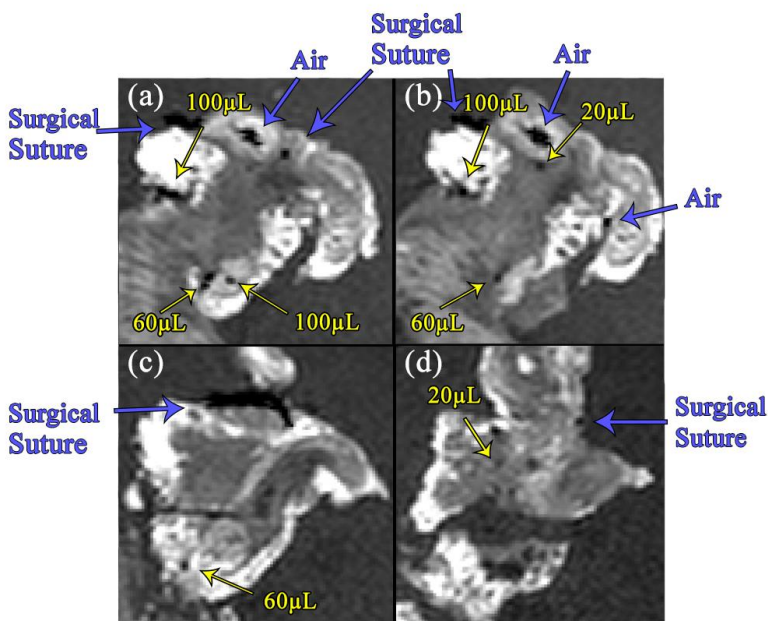 Surgical
Suture
Air
Air
(a)
100µL
(b)
100µL
20µL
Surgical
Suture
Air
60µL
100µL
60µL
(c)
(d)
Surgical
Suture
20µL
Surgical
Suture
60µL